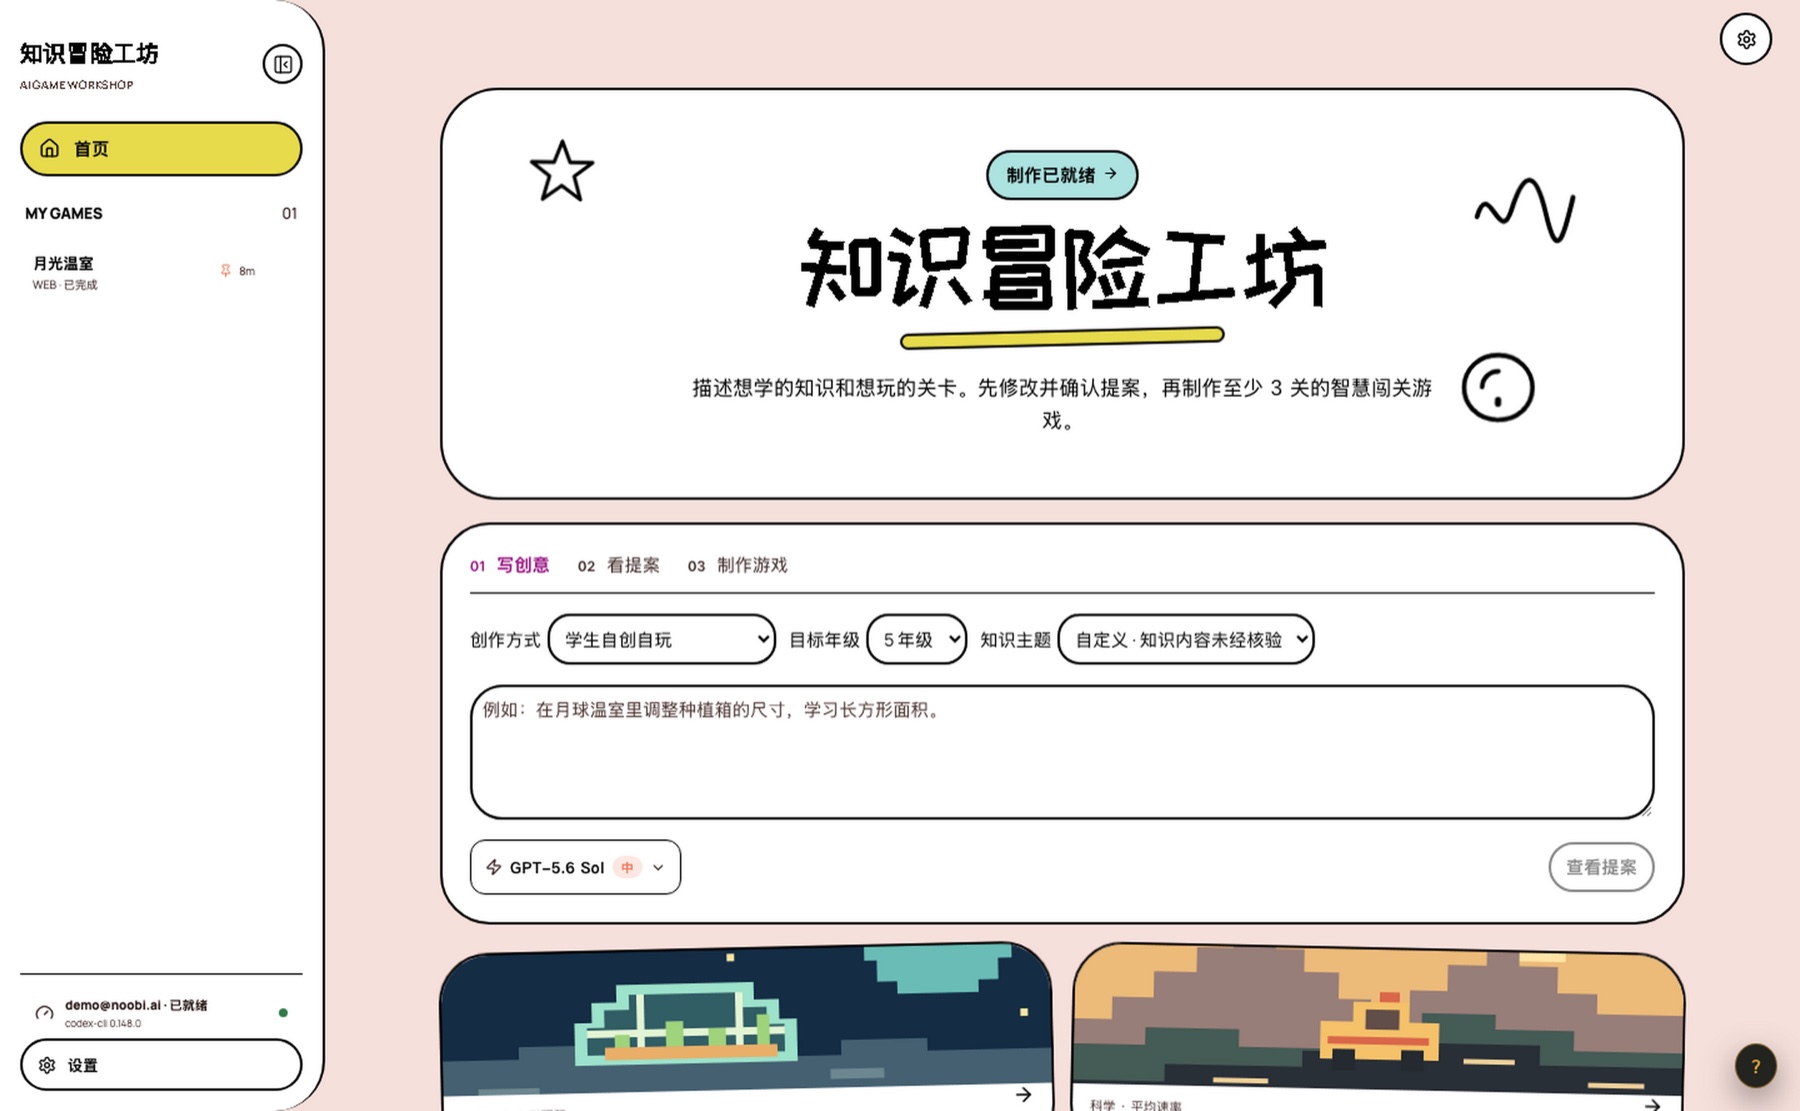 知识冒险工坊
AI GAME WORKSHOP
首页
MY GAMES 01
月光温室
8m
WEB · 已完成
demo@noobi.ai · 已就绪
codex-cli 0.148.0
设置
制作已就绪 →
知识冒险工坊
描述想学的知识和想玩的关卡。先修改并确认提案，再制作至少 3 关的智慧闯关游
戏。
01 写创意 02 看提案 03 制作游戏
创作方式 学生自创自玩 目标年级 5 年级 知识主题 自定义 · 知识内容未经核验
例如：在月球温室里调整种植箱的尺寸，学习长方形面积。
GPT-5.6 Sol 中
查看提案
科学 · 平均速率
?